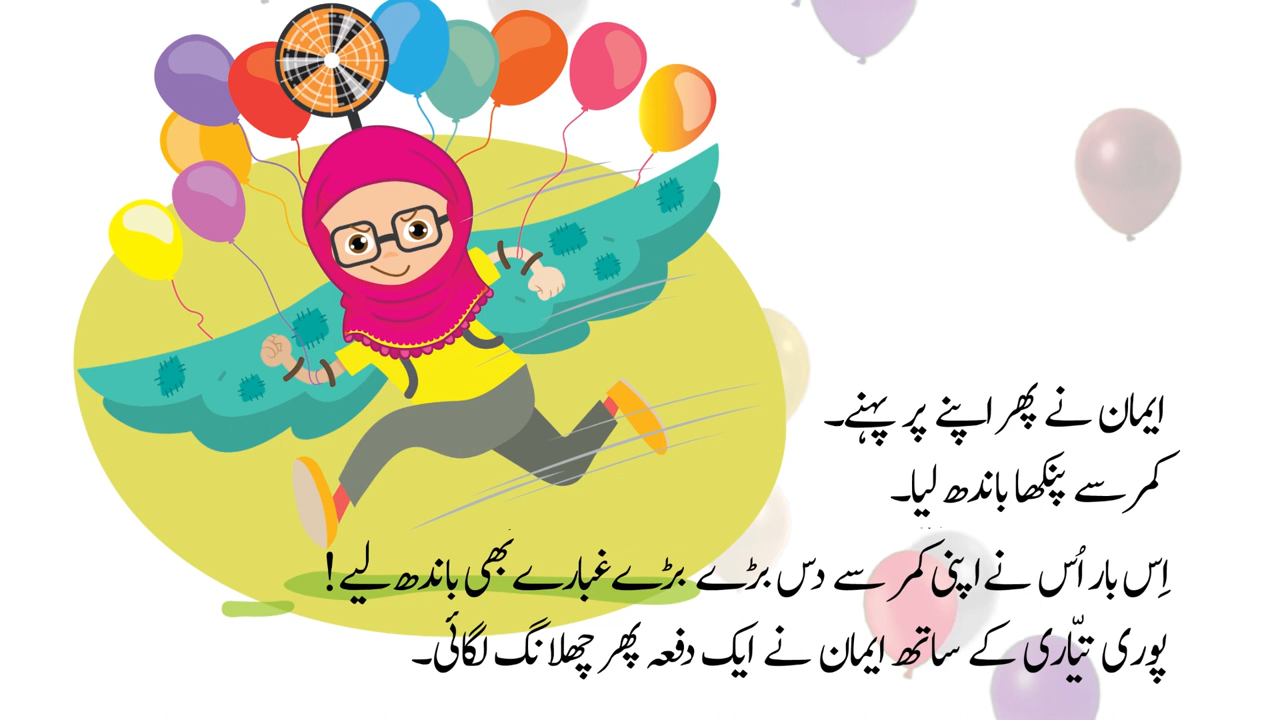 ایمان نے پھر اپنے پر پہنے۔
کمر سے پنکھا باندھ لیا۔
اِس بار اُس نے اپنی کمر سے دس بڑے بڑے غبارے بھی باندھ لیے!
پوری تیّاری کے ساتھ ایمان نے ایک دفعہ پھر چھلانگ لگائی۔